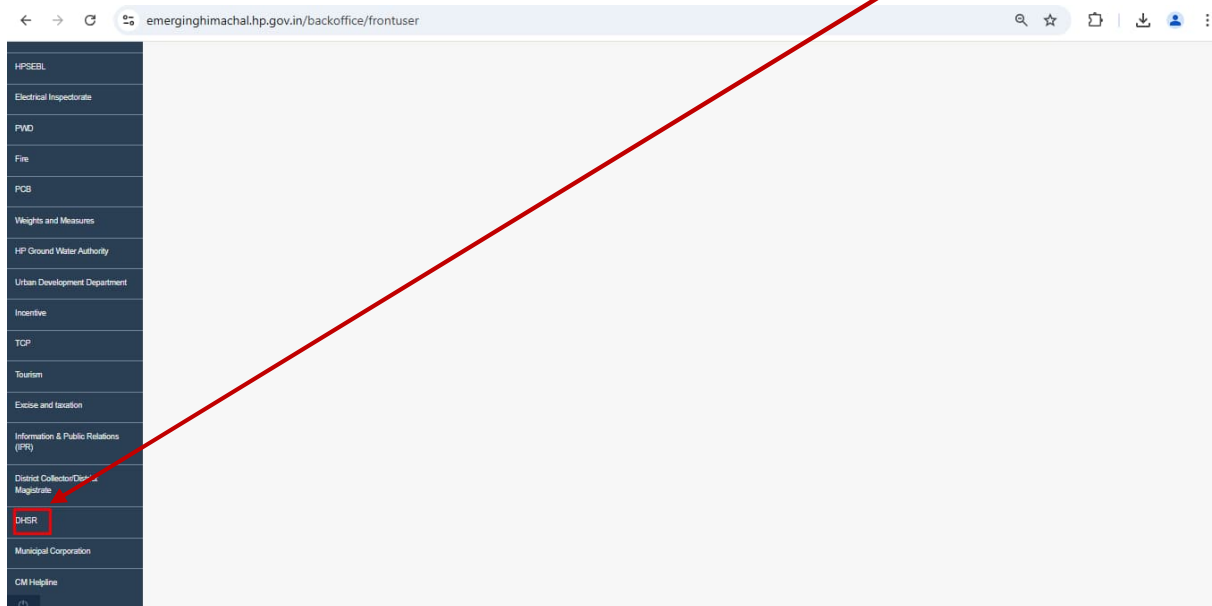 emerginghimachal.hp.gov.in/backoffice/frontuser
HPSEBL
Electrical Inspectorate
PWD
Fire
PCB
Weights and Measures
HP Ground Water Authority
Urban Development Department
Incentive
TCP
Tourism
Excise and taxation
Information & Public Relations
(IPR)
District Collector/District
Magistrate
DHSR
Municipal Corporation
CM Helpline